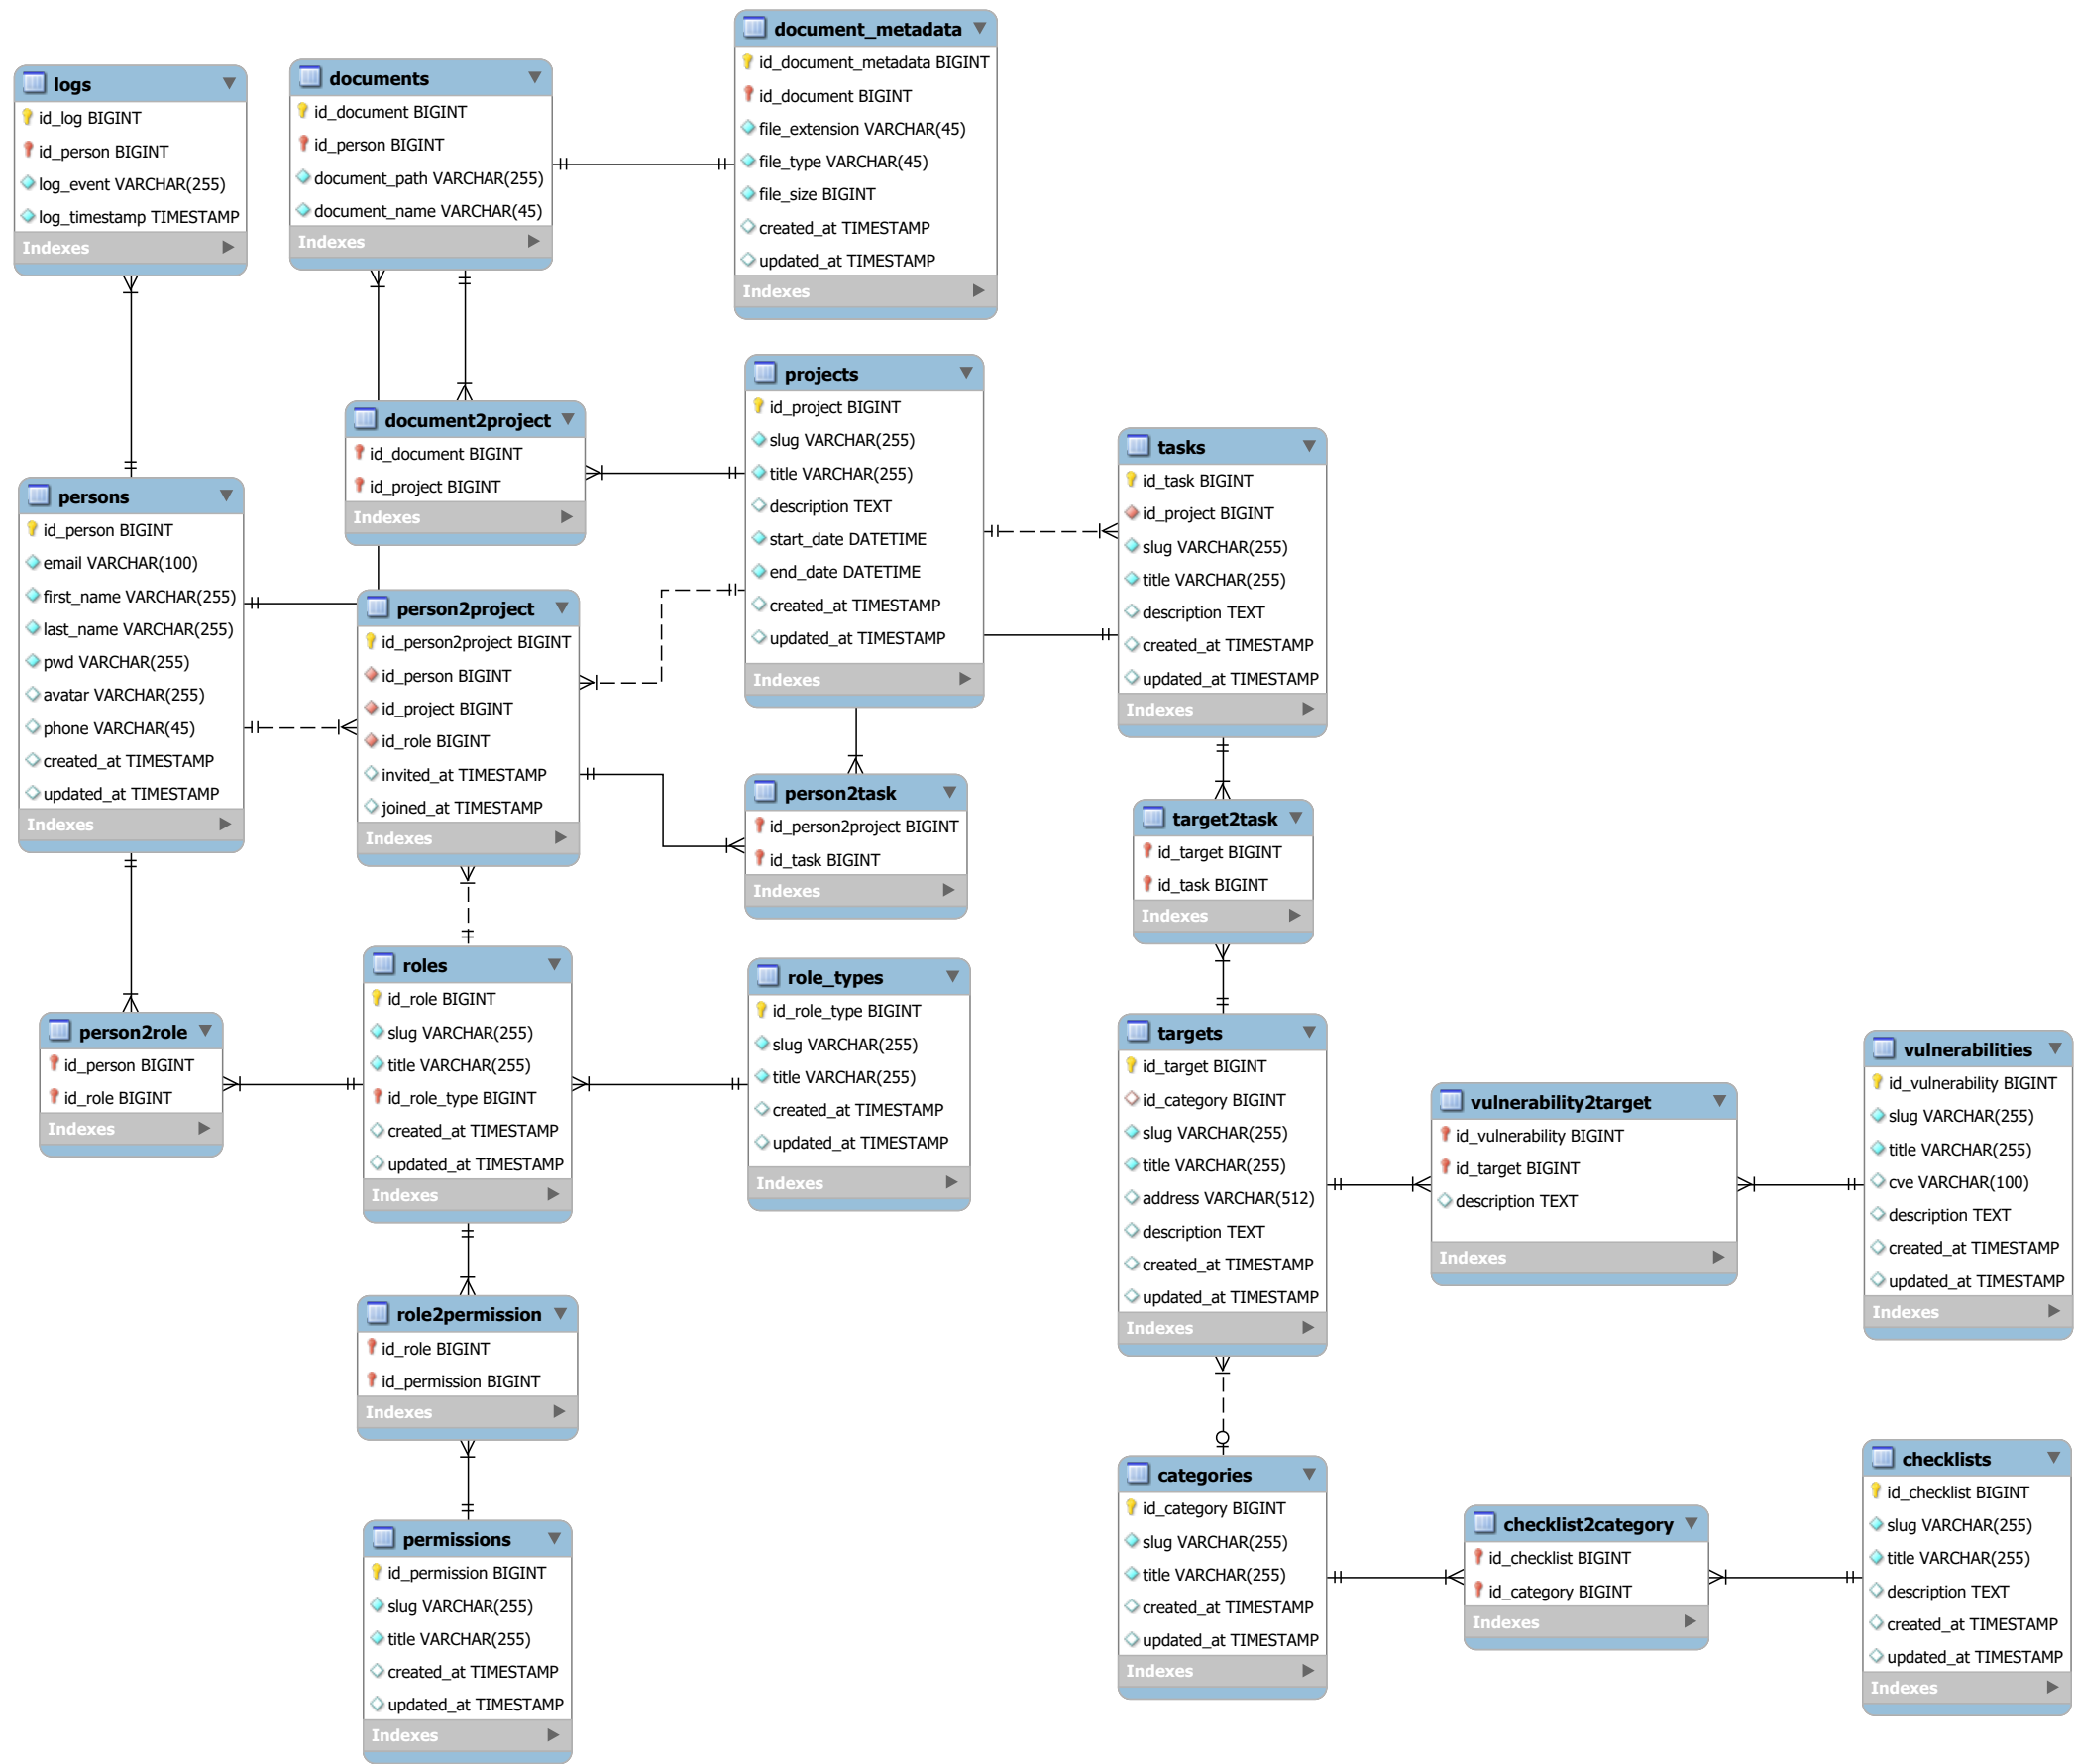 document_metadata
id_document_metadata BIGINT
id_document BIGINT
file_extension VARCHAR(45)
file_type VARCHAR(45)
file_size BIGINT
created_at TIMESTAMP
updated_at TIMESTAMP
Indexes
logs
id_log BIGINT
id_person BIGINT
log_event VARCHAR(255)
log_timestamp TIMESTAMP
Indexes
documents
id_document BIGINT
id_person BIGINT
document_path VARCHAR(255)
document_name VARCHAR(45)
Indexes
document2project
id_document BIGINT
id_project BIGINT
Indexes
projects
id_project BIGINT
slug VARCHAR(255)
title VARCHAR(255)
description TEXT
start_date DATETIME
end_date DATETIME
created_at TIMESTAMP
updated_at TIMESTAMP
Indexes
tasks
id_task BIGINT
id_project BIGINT
slug VARCHAR(255)
title VARCHAR(255)
description TEXT
created_at TIMESTAMP
updated_at TIMESTAMP
Indexes
persons
id_person BIGINT
email VARCHAR(100)
first_name VARCHAR(255)
last_name VARCHAR(255)
pwd VARCHAR(255)
avatar VARCHAR(255)
phone VARCHAR(45)
created_at TIMESTAMP
updated_at TIMESTAMP
Indexes
person2project
id_person2project BIGINT
id_person BIGINT
id_project BIGINT
id_role BIGINT
invited_at TIMESTAMP
joined_at TIMESTAMP
Indexes
person2task
id_person2project BIGINT
id_task BIGINT
Indexes
target2task
id_target BIGINT
id_task BIGINT
Indexes
person2role
id_person BIGINT
id_role BIGINT
Indexes
roles
id_role BIGINT
slug VARCHAR(255)
title VARCHAR(255)
id_role_type BIGINT
created_at TIMESTAMP
updated_at TIMESTAMP
Indexes
role_types
id_role_type BIGINT
slug VARCHAR(255)
title VARCHAR(255)
created_at TIMESTAMP
updated_at TIMESTAMP
Indexes
targets
id_target BIGINT
id_category BIGINT
slug VARCHAR(255)
title VARCHAR(255)
address VARCHAR(512)
description TEXT
created_at TIMESTAMP
updated_at TIMESTAMP
Indexes
vulnerability2target
id_vulnerability BIGINT
id_target BIGINT
description TEXT
Indexes
vulnerabilities
id_vulnerability BIGINT
slug VARCHAR(255)
title VARCHAR(255)
cve VARCHAR(100)
description TEXT
created_at TIMESTAMP
updated_at TIMESTAMP
Indexes
role2permission
id_role BIGINT
id_permission BIGINT
Indexes
permissions
id_permission BIGINT
slug VARCHAR(255)
title VARCHAR(255)
created_at TIMESTAMP
updated_at TIMESTAMP
Indexes
categories
id_category BIGINT
slug VARCHAR(255)
title VARCHAR(255)
created_at TIMESTAMP
updated_at TIMESTAMP
Indexes
checklist2category
id_checklist BIGINT
id_category BIGINT
Indexes
checklists
id_checklist BIGINT
slug VARCHAR(255)
title VARCHAR(255)
description TEXT
created_at TIMESTAMP
updated_at TIMESTAMP
Indexes